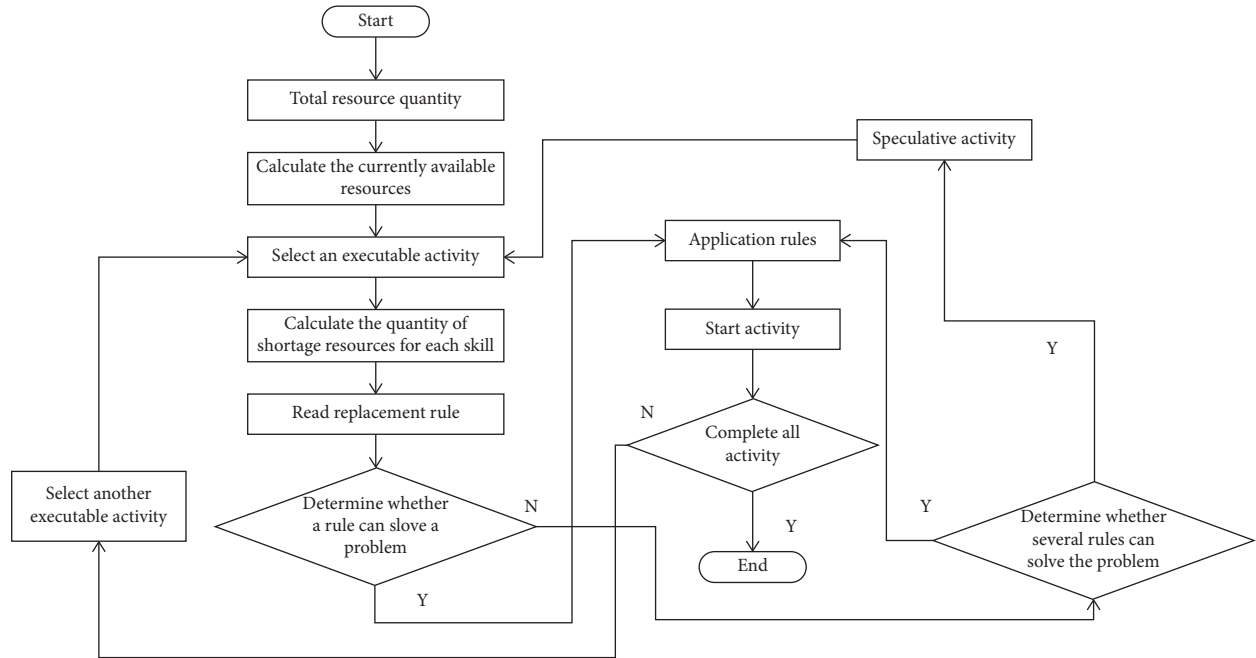 Start
Total resource quantity
Calculate the currently available
resources
Select an executable activity
Calculate the quantity of
shortage resources for each skill
Read replacement rule
Determine whether
a rule can slove a
problem
N
Y
Select another
executable activity
Application rules
Start activity
Complete all
activity
N
Y
End
Speculative activity
Y
Y
Determine whether
several rules can
solve the problem